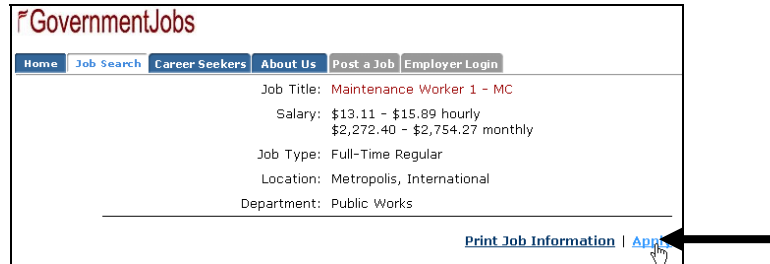 GovernmentJobs
Home Job Search Career Seekers About Us Post a Job Employer Login
Job Title: Maintenance Worker 1 - MC
Salary: $13.11 - $15.89 hourly
$2,272.40 - $2,754.27 monthly
Job Type: Full-Time Regular
Location: Metropolis, International
Department: Public Works
Print Job Information | Apply